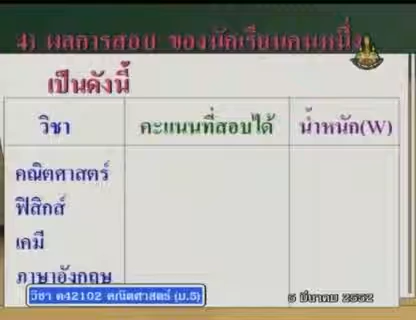 4) ผลการสอบ ของนักเรียนคนหนึ่ง
เป็นดังนี้
วิชา คะแนนที่สอบได้ น้ำหนัก(W)
คณิตศาสตร์
ฟิสิกส์
เคมี
ภาษาอังกฤษ
วิชา ค42102 คณิตศาสตร์ (ม.5)
มีนาคม 2552